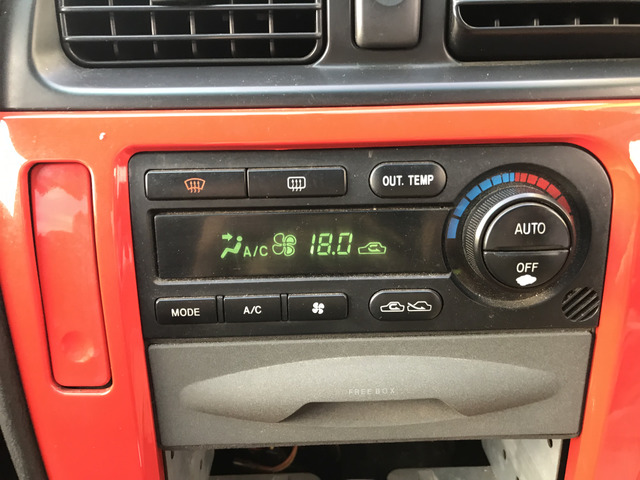 OUT. TEMP
AUTO
A/C 18.0
OFF
MODE A/C
FREE BOX